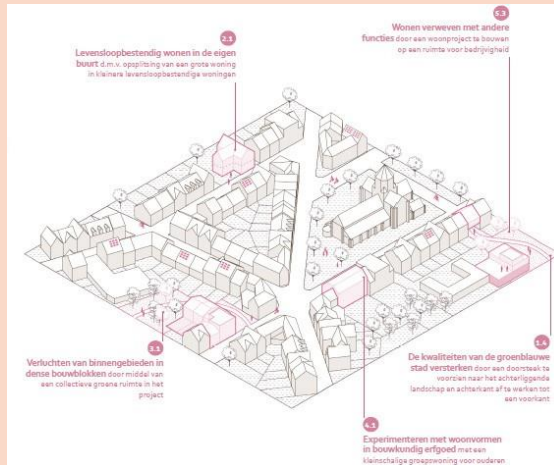 2.1
Levensloopbestendig wonen in de eigen
buurt d.m.v. opsplitsing van een grote woning
in kleinere levensloopbestendige woningen
5.3
Wonen verweven met andere
functies door een woonproject te bouwen
op een ruimte voor bedrijvigheid
3.1
Verluchten van binnengebieden in
dense bouwblokken door middel van
een collectieve groene ruimte in het
project
1.4
De kwaliteiten van de groenblauwe
stad versterken door een doorsteek te
voorzien naar het achterliggende
landschap en achterkant af te werken tot
een voorkant
4.1
Experimenteren met woonvormen
in bouwkundig erfgoed met een
kleinschalige groepswoning voor ouderen